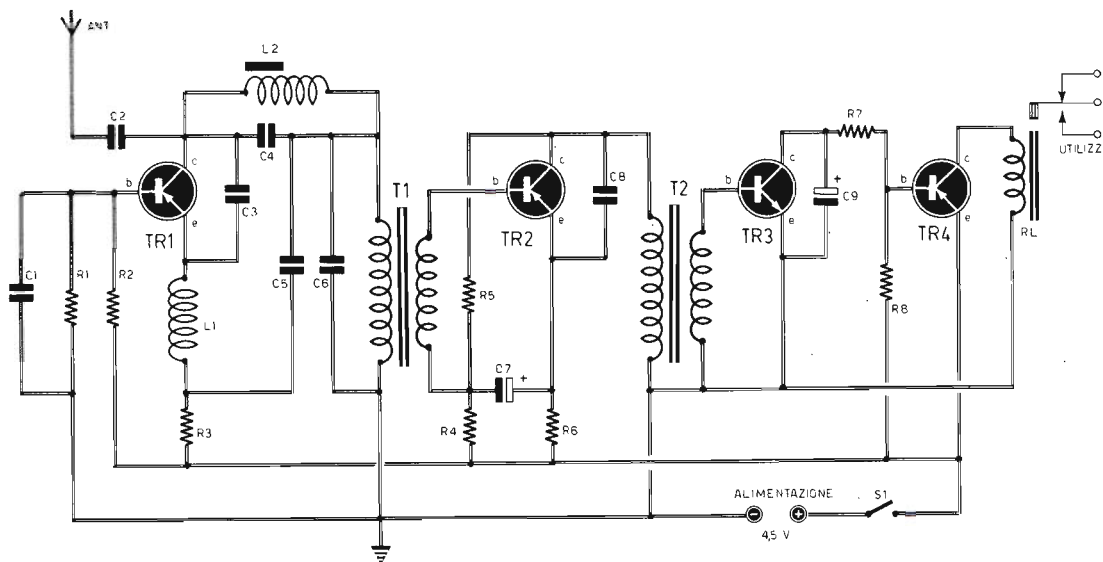 ANT
L2
C2
C4
R7
UTILIZZ
b
c
e
TR1
C3
T1
b
c
e
TR2
C8
T2
b
c
e
TR3
+
C9
b
c
e
TR4
RL
C1
R1
R2
L1
C5
C6
R5
R8
C7
+
R3
R4
R6
ALIMENTAZIONE
S1
- +
4,5 V